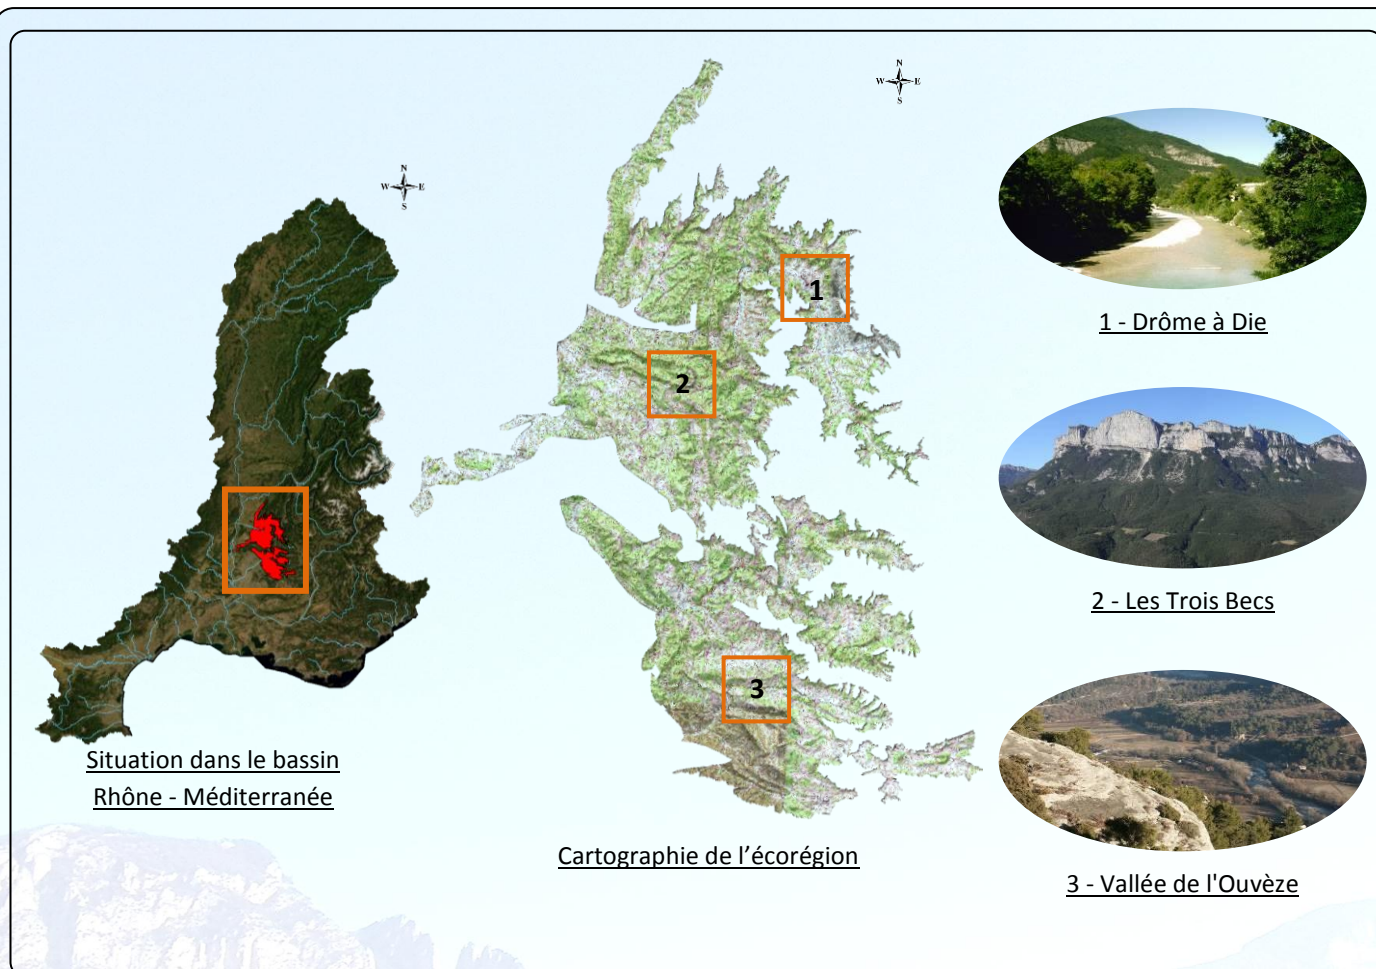 N
W E
S
N
W E
S
1
2
3
1 - Drôme à Die
2 - Les Trois Becs
3 - Vallée de l'Ouvèze
Situation dans le bassin
Rhône - Méditerranée
Cartographie de l’écorégion